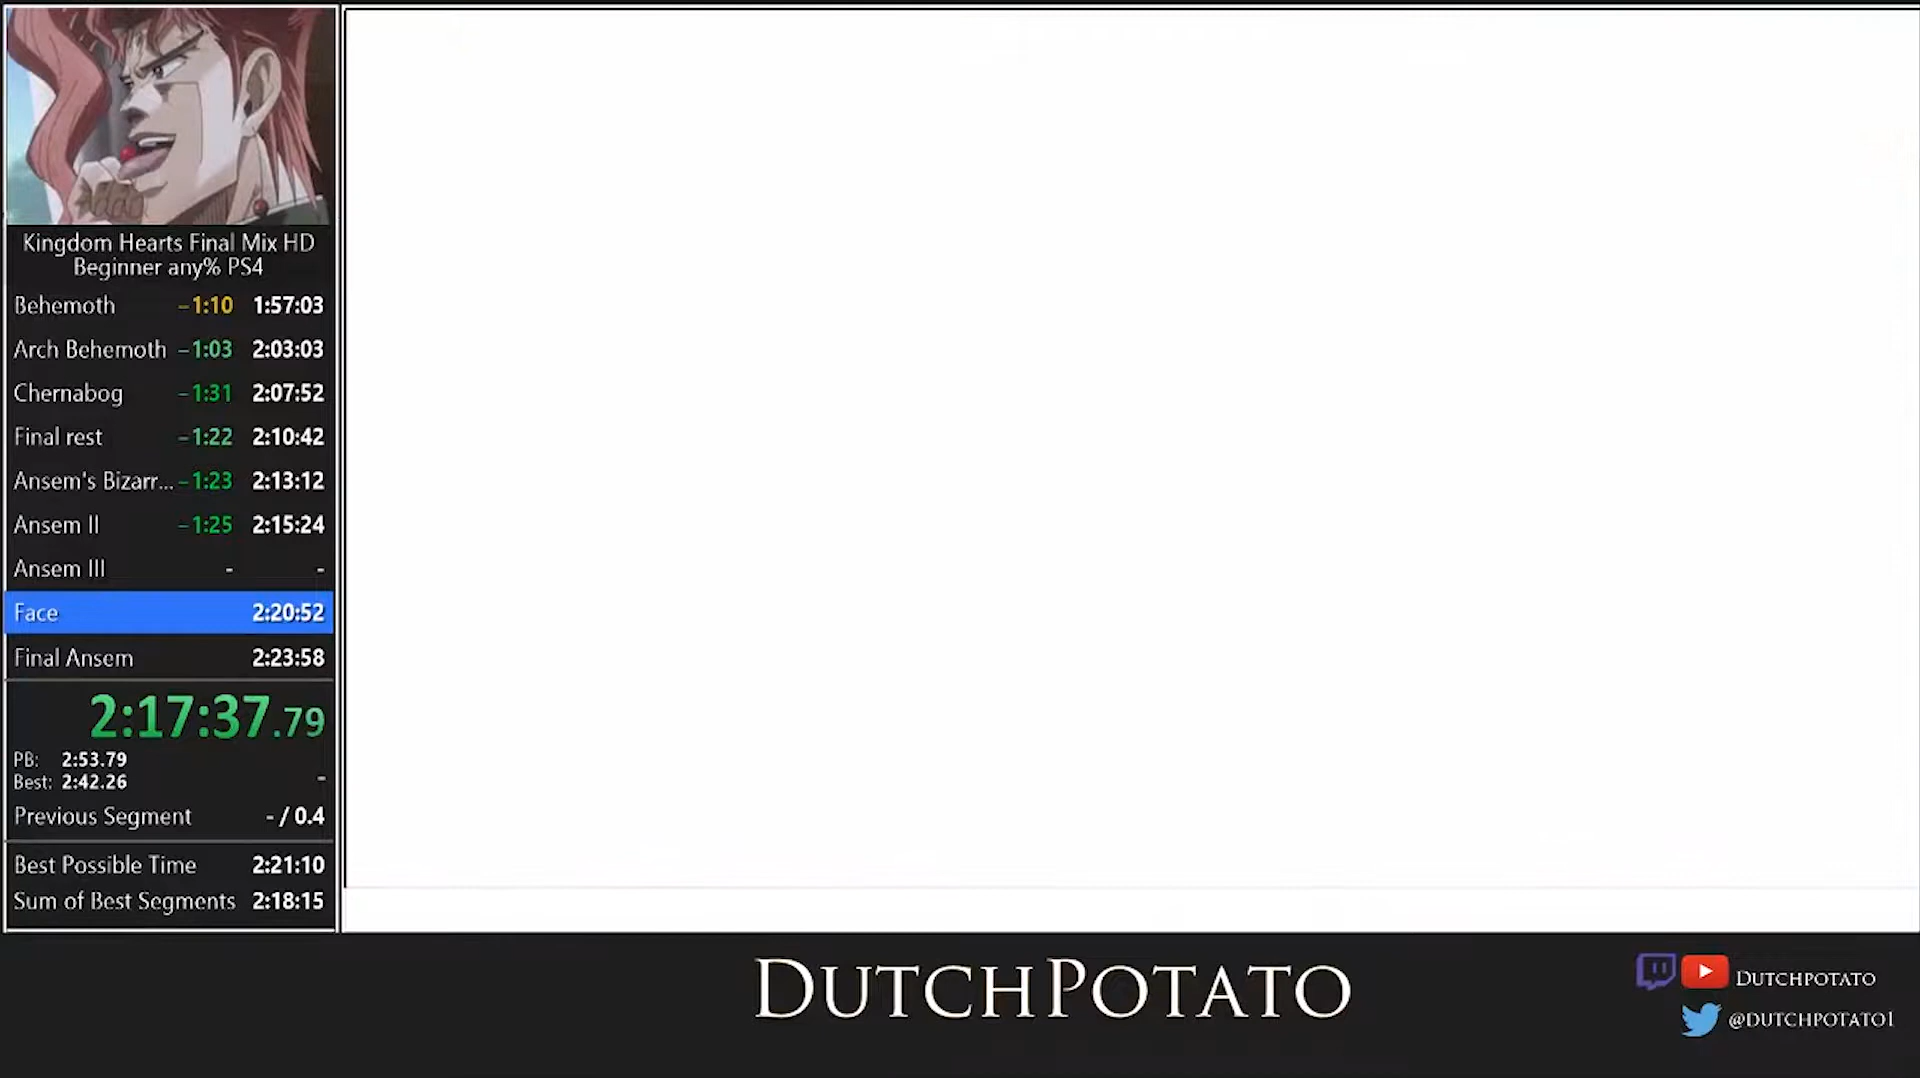 Kingdom Hearts Final Mix HD
Beginner any% PS4
Behemoth −1:10 1:57:03
Arch Behemoth −1:03 2:03:03
Chernabog −1:31 2:07:52
Final rest −1:22 2:10:42
Ansem's Bizarr... −1:23 2:13:12
Ansem II −1:25 2:15:24
Ansem III - -
Face 2:20:52
Final Ansem 2:23:58
2:17:37.79
PB: 2:53.79
Best: 2:42.26 -
Previous Segment - / 0.4
Best Possible Time 2:21:10
Sum of Best Segments 2:18:15
DUTCHPOTATO
DUTCHPOTATO
@DUTCHPOTATO1